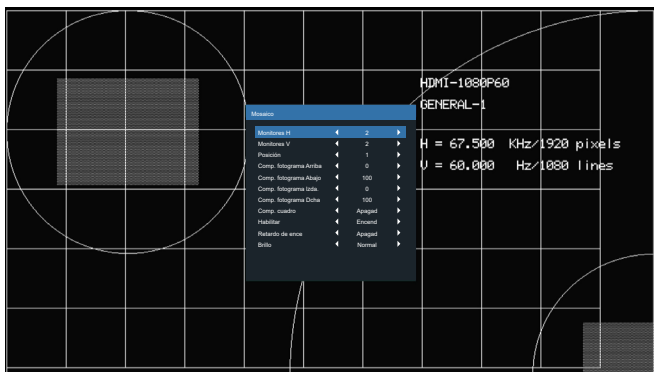 HDMI-1080P60
GENERAL-1
H = 67.500 KHz/1920 pixels
V = 60.000 Hz/1080 lines
Mosaico
Monitores H 2
Monitores V 2
Posición 1
Comp. fotograma Arriba 0
Comp. fotograma Abajo 100
Comp. fotograma Izda. 0
Comp. fotograma Dcha 100
Comp. cuadro Apagad
Habilitar Encend
Retardo de ence Apagad
Brillo Normal